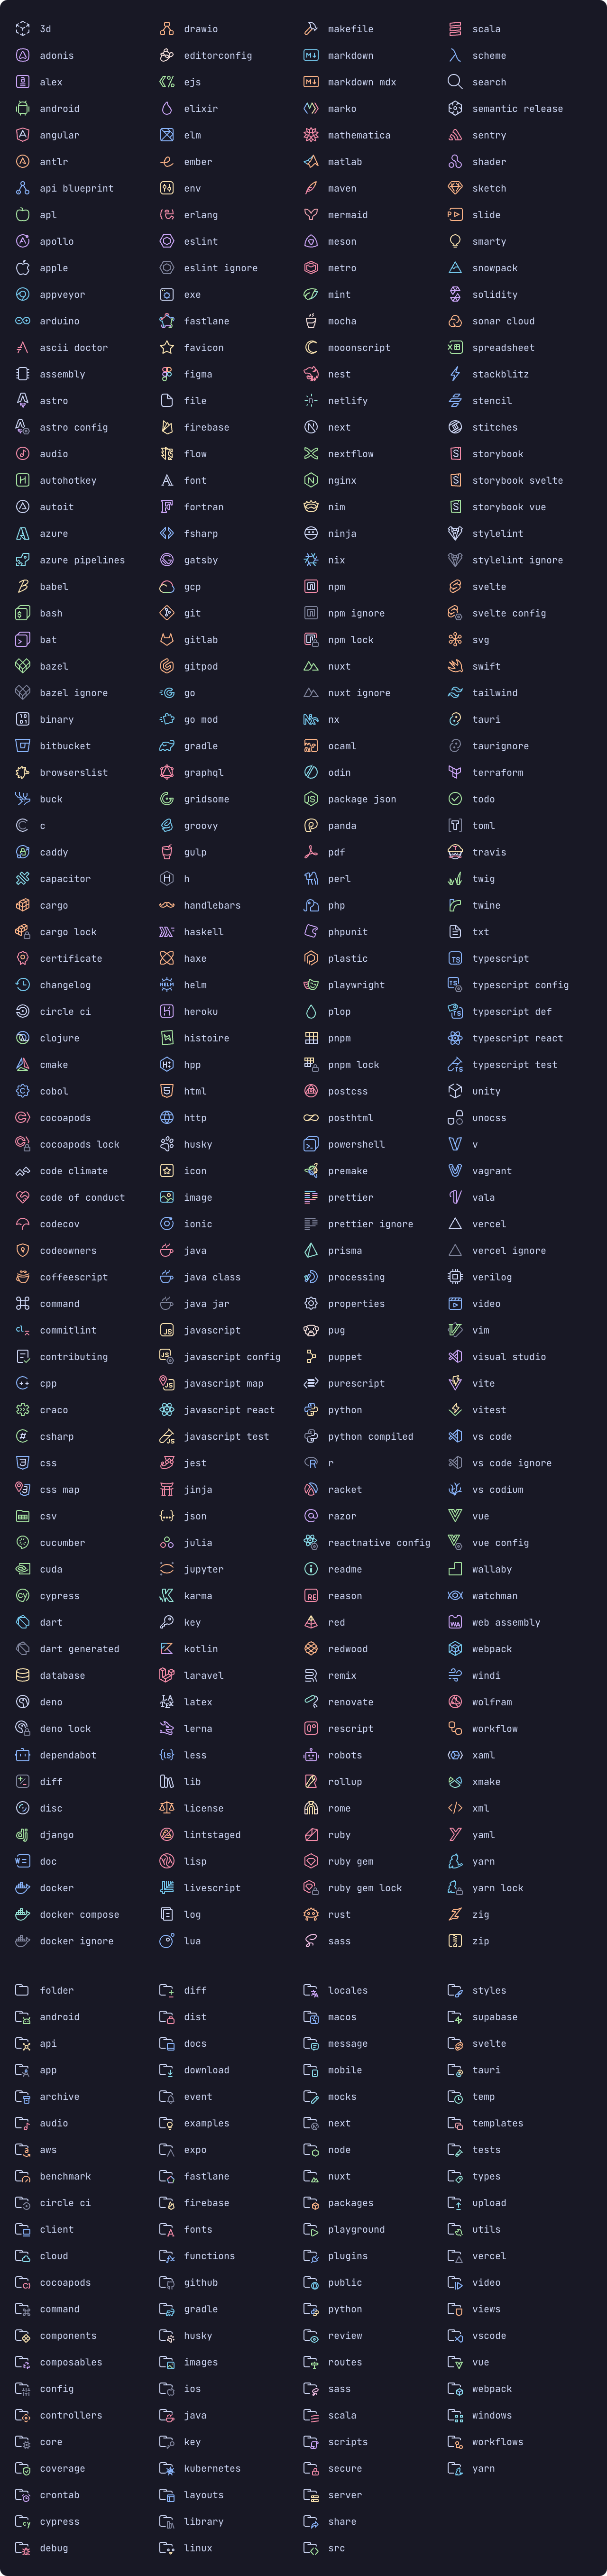 3d
adonis
alex
android
angular
antlr
api blueprint
apl
apollo
apple
appveyor
arduino
ascii doctor
assembly
astro
astro config
audio
autohotkey
autoit
azure
azure pipelines
babel
bash
bat
bazel
bazel ignore
binary
bitbucket
browserslist
buck
c
caddy
capacitor
cargo
cargo lock
certificate
changelog
circle ci
clojure
cmake
cobol
cocoapods
cocoapods lock
code climate
code of conduct
codecov
codeowners
coffeescript
command
commitlint
contributing
cpp
craco
csharp
css
css map
csv
cucumber
cuda
cypress
dart
dart generated
database
deno
deno lock
dependabot
diff
disc
django
doc
docker
docker compose
docker ignore
drawio
editorconfig
ejs
elixir
elm
ember
env
erlang
eslint
eslint ignore
exe
fastlane
favicon
figma
file
firebase
flow
font
fortran
fsharp
gatsby
gcp
git
gitlab
gitpod
go
go mod
gradle
graphql
gridsome
groovy
gulp
h
handlebars
haskell
haxe
helm
heroku
histoire
hpp
html
http
husky
icon
image
ionic
java
java class
java jar
javascript
javascript config
javascript map
javascript react
javascript test
jest
jinja
json
julia
jupyter
karma
key
kotlin
laravel
latex
lerna
less
lib
license
lintstaged
lisp
livescript
log
lua
makefile
markdown
markdown mdx
marko
mathematica
matlab
maven
mermaid
meson
metro
mint
mocha
mooonscript
nest
netlify
next
nextflow
nginx
nim
ninja
nix
npm
npm ignore
npm lock
nuxt
nuxt ignore
nx
ocaml
odin
package json
panda
pdf
perl
php
phpunit
plastic
playwright
plop
pnpm
pnpm lock
postcss
posthtml
powershell
premake
prettier
prettier ignore
prisma
processing
properties
pug
puppet
purescript
python
python compiled
r
racket
razor
reactnative config
readme
reason
red
redwood
remix
renovate
rescript
robots
rollup
rome
ruby
ruby gem
ruby gem lock
rust
sass
scala
scheme
search
semantic release
sentry
shader
sketch
slide
smarty
snowpack
solidity
sonar cloud
spreadsheet
stackblitz
stencil
stitches
storybook
storybook svelte
storybook vue
stylelint
stylelint ignore
svelte
svelte config
svg
swift
tailwind
tauri
taurignore
terraform
todo
toml
travis
twig
twine
txt
typescript
typescript config
typescript def
typescript react
typescript test
unity
unocss
v
vagrant
vala
vercel
vercel ignore
verilog
video
vim
visual studio
vite
vitest
vs code
vs code ignore
vs codium
vue
vue config
wallaby
watchman
web assembly
webpack
windi
wolfram
workflow
xaml
xmake
xml
yaml
yarn
yarn lock
zig
zip
folder
android
api
app
archive
audio
aws
benchmark
circle ci
client
cloud
cocoapods
command
components
composables
config
controllers
core
coverage
crontab
cypress
debug
diff
dist
docs
download
event
examples
expo
fastlane
firebase
fonts
functions
github
gradle
husky
images
ios
java
key
kubernetes
layouts
library
linux
locales
macos
message
mobile
mocks
next
node
nuxt
packages
playground
plugins
public
python
review
routes
sass
scala
scripts
secure
server
share
src
styles
supabase
svelte
tauri
temp
templates
tests
types
upload
utils
vercel
video
views
vscode
vue
webpack
windows
workflows
yarn